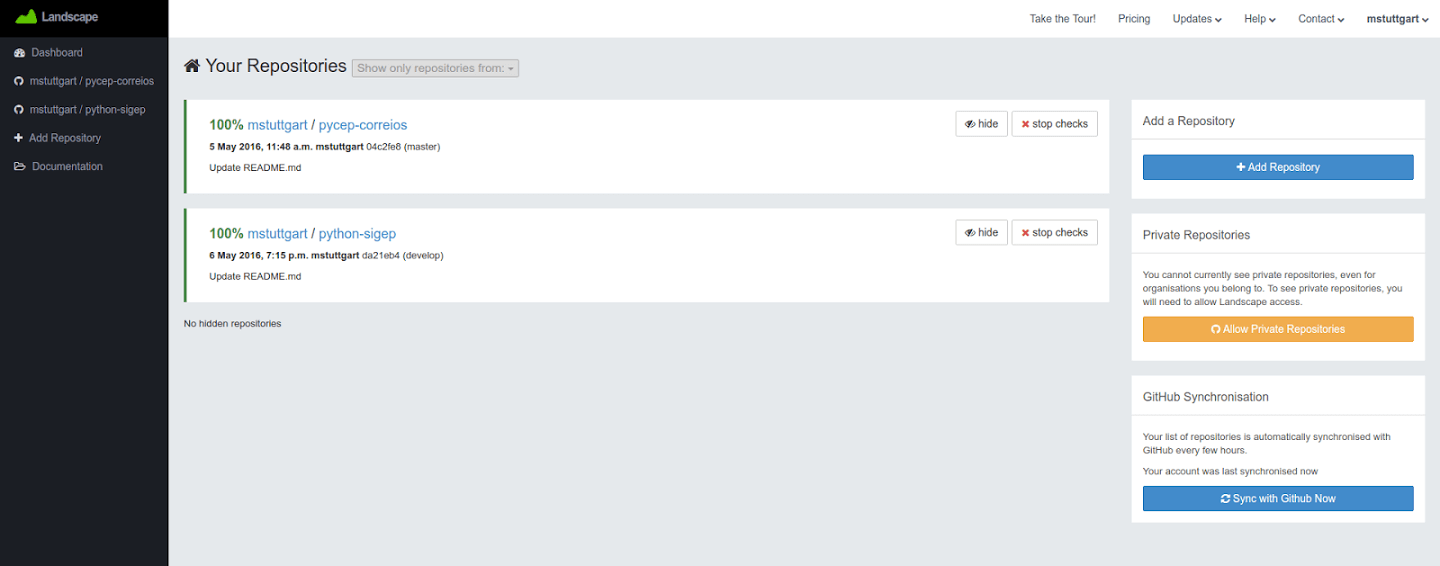 Landscape
Take the Tour! Pricing Updates Help Contact mstuttgart
Dashboard
mstuttgart / pycep-correios
mstuttgart / python-sigep
Add Repository
Documentation
Your Repositories Show only repositories from:
100% mstuttgart / pycep-correios
hide stop checks
5 May 2016, 11:48 a.m. mstuttgart 04c2fe8 (master)
Update README.md
100% mstuttgart / python-sigep
hide stop checks
6 May 2016, 7:15 p.m. mstuttgart da21eb4 (develop)
Update README.md
No hidden repositories
Add a Repository
Add Repository
Private Repositories
You cannot currently see private repositories, even for
organisations you belong to. To see private repositories, you
will need to allow Landscape access.
Allow Private Repositories
GitHub Synchronisation
Your list of repositories is automatically synchronised with
GitHub every few hours.
Your account was last synchronised now
Sync with Github Now